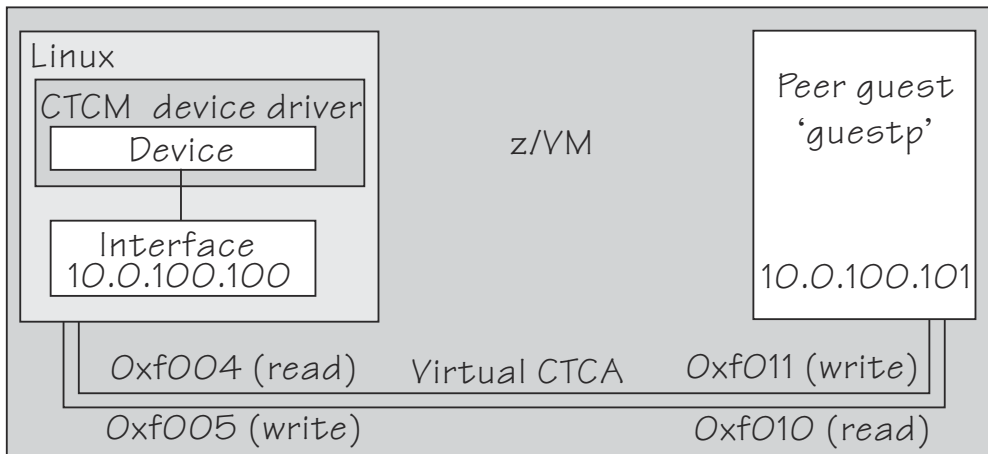 Linux
CTCM device driver
Device
Interface
10.0.100.100
z/VM
Peer guest
‘guestp’
10.0.100.101
0xf004 (read)
Virtual CTCA
0xf011 (write)
0xf005 (write)
0xf010 (read)